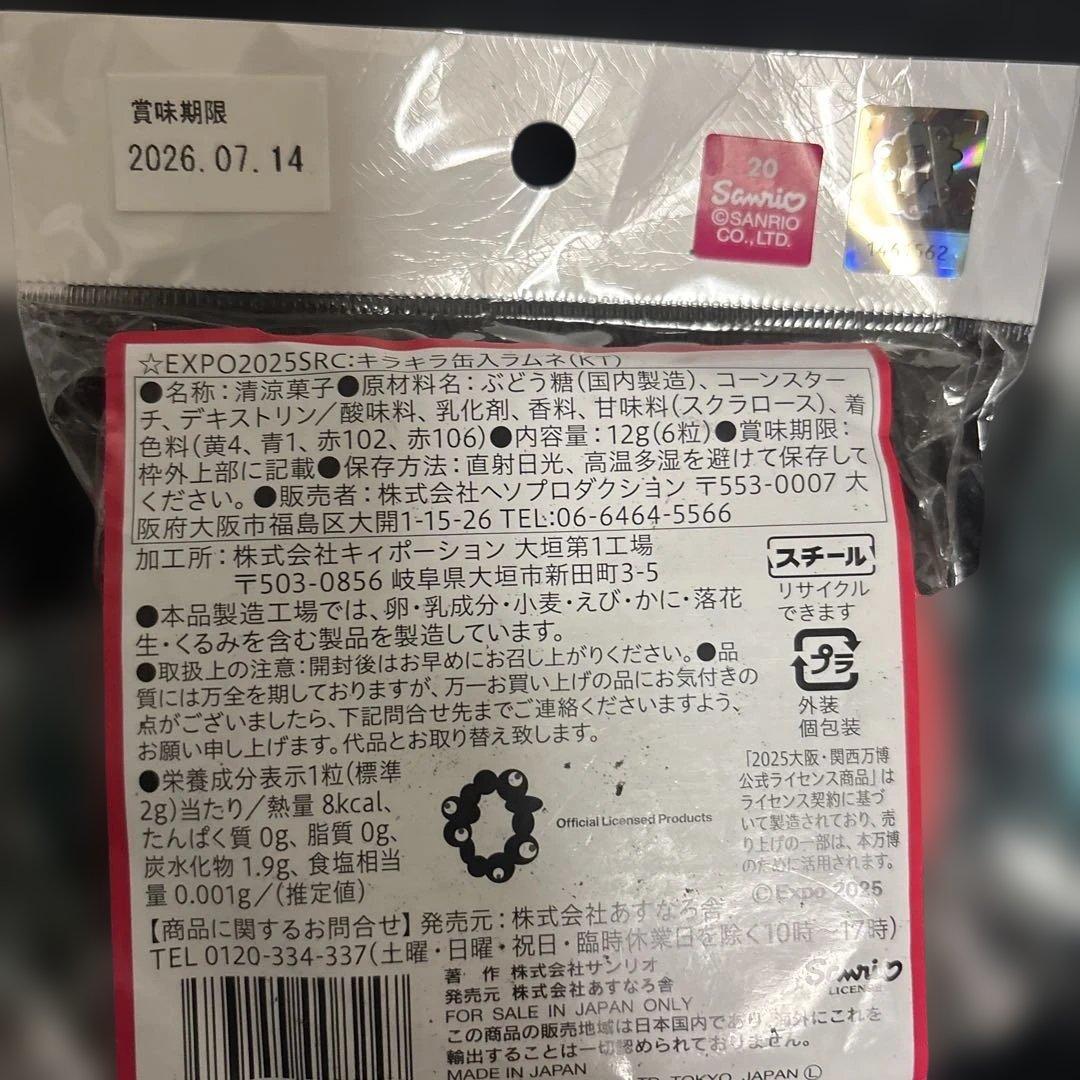 賞味期限
2026.07.14
20
Sanrio
©SANRIO
CO.,LTD.
☆EXPO2025SRC:キラキラ缶入ラムネ(KT)
●名称：清涼菓子●原材料名：ぶどう糖(国内製造)、コーンスター
チ、デキストリン／酸味料、乳化剤、香料、甘味料(スクラロース)、着
色料(黄4、青1、赤102、赤106)●内容量：12g(6粒)●賞味期限：
枠外上部に記載●保存方法：直射日光、高温多湿を避けて保存して
ください。●販売者：株式会社ヘソプロダクション 〒553-0007 大
阪府大阪市福島区大開1-15-26 TEL:06-6464-5566
加工所：株式会社キィポーション 大垣第1工場
〒503-0856 岐阜県大垣市新田町3-5
●本品製造工場では、卵・乳成分・小麦・えび・かに・落花
生・くるみを含む製品を製造しています。
●取扱上の注意：開封後はお早めにお召し上がりください。●品
質には万全を期しておりますが、万一お買い上げの品にお気付きの
点がございましたら、下記問合せ先までご連絡くださいますよう、
お願い申し上げます。代品とお取り替え致します。
スチール
リサイクル
できます
プラ
外装
個包装
●栄養成分表示1粒(標準
2g)当たり／熱量 8kcal、
たんぱく質 0g、脂質 0g、
炭水化物 1.9g、食塩相当
量 0.001g／(推定値)
Official Licensed Products
「2025大阪・関西万博
公式ライセンス商品」は
ライセンス契約に基づ
いて製造されており、売
り上げの一部は、本万博
のために活用されます。
©Expo 2025
【商品に関するお問合せ】発売元：株式会社あすなろ舎
TEL 0120-334-337(土曜・日曜・祝日・臨時休業日を除く10時〜17時)
著 作 株式会社サンリオ
発売元 株式会社あすなろ舎
FOR SALE IN JAPAN ONLY
この商品の販売地域は日本国内であり、海外にこれを
輸出することは一切認められておりません。
MADE IN JAPAN
TOKYO JAPAN Ⓛ
Sanrio
LICENSE